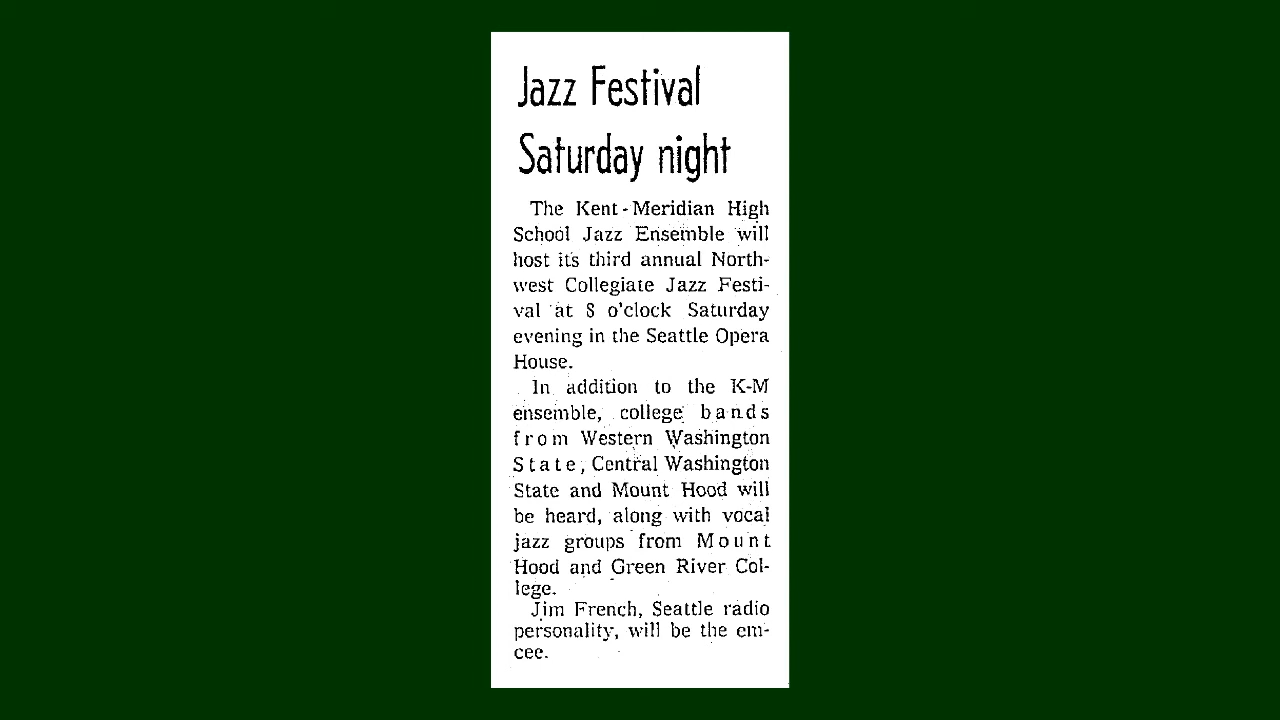 Jazz Festival
Saturday night
The Kent-Meridian High
School Jazz Ensemble will
host its third annual North-
west Collegiate Jazz Festi-
val at 8 o'clock Saturday
evening in the Seattle Opera
House.
In addition to the K-M
ensemble, college bands
from Western Washington
State, Central Washington
State and Mount Hood will
be heard, along with vocal
jazz groups from Mount
Hood and Green River Col-
lege.
Jim French, Seattle radio
personality, will be the em-
cee.